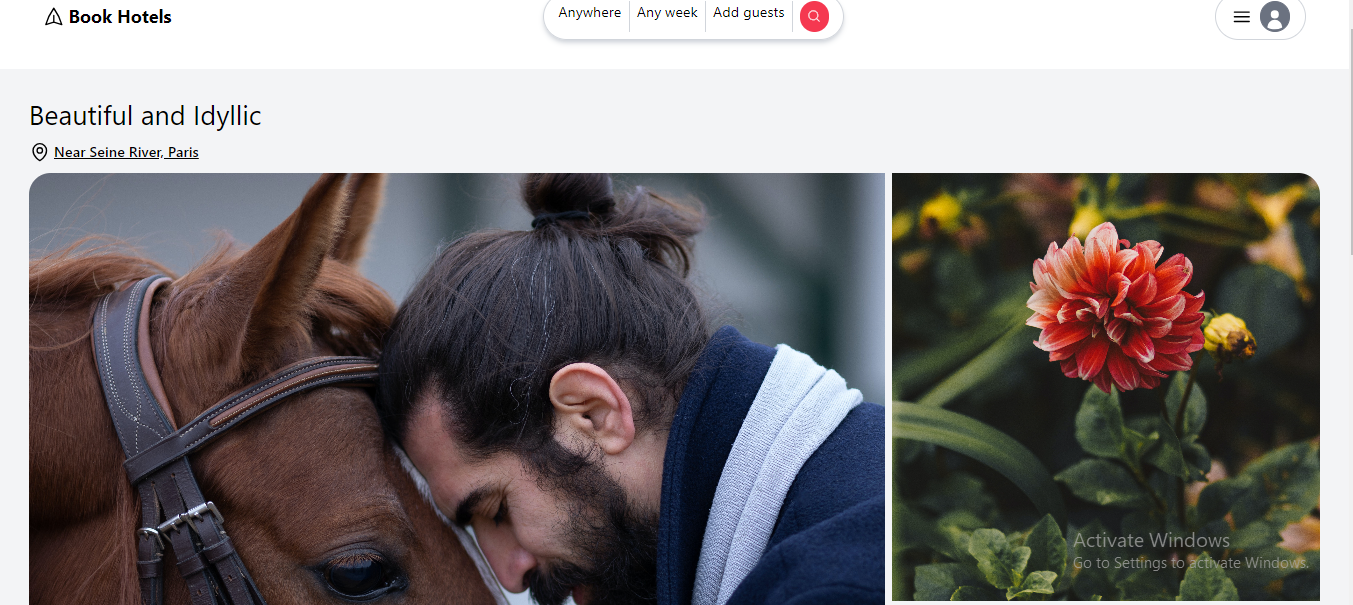 Book Hotels
Anywhere
Any week
Add guests
Beautiful and Idyllic
Near Seine River, Paris
Activate Windows
Go to Settings to activate Windows.